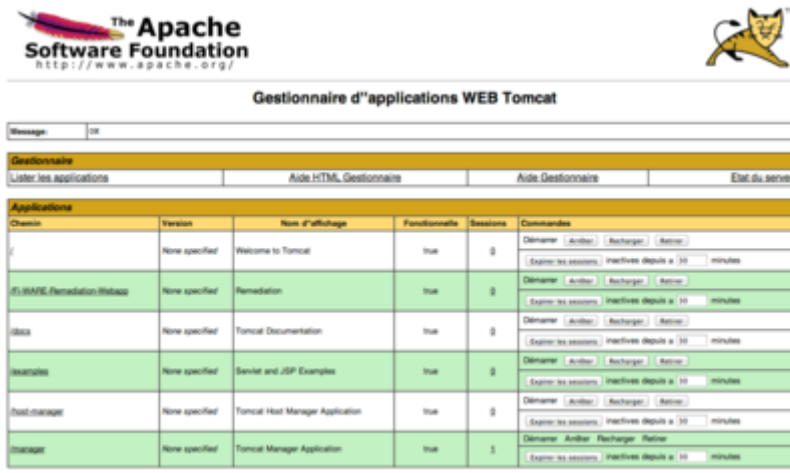 The Apache
Software Foundation
http://www.apache.org/
Gestionnaire d''applications WEB Tomcat
Message: OK
Gestionnaire
Lister les applications Aide HTML Gestionnaire Aide Gestionnaire Etat du serve
Applications
Chemin Version Nom d''affichage Fonctionnelle Sessions Commandes
/ None specified Welcome to Tomcat true 0 Démarrer Arrêter Recharger Retirer
Expirer les sessions inactives depuis a 30 minutes
/FI-WARE-Remediation-Webapp None specified Remediation true 0 Démarrer Arrêter Recharger Retirer
Expirer les sessions inactives depuis a 30 minutes
/docs None specified Tomcat Documentation true 0 Démarrer Arrêter Recharger Retirer
Expirer les sessions inactives depuis a 30 minutes
/examples None specified Servlet and JSP Examples true 0 Démarrer Arrêter Recharger Retirer
Expirer les sessions inactives depuis a 30 minutes
/host-manager None specified Tomcat Host Manager Application true 0 Démarrer Arrêter Recharger Retirer
Expirer les sessions inactives depuis a 30 minutes
/manager None specified Tomcat Manager Application true 1 Démarrer Arrêter Recharger Retirer
Expirer les sessions inactives depuis a 30 minutes